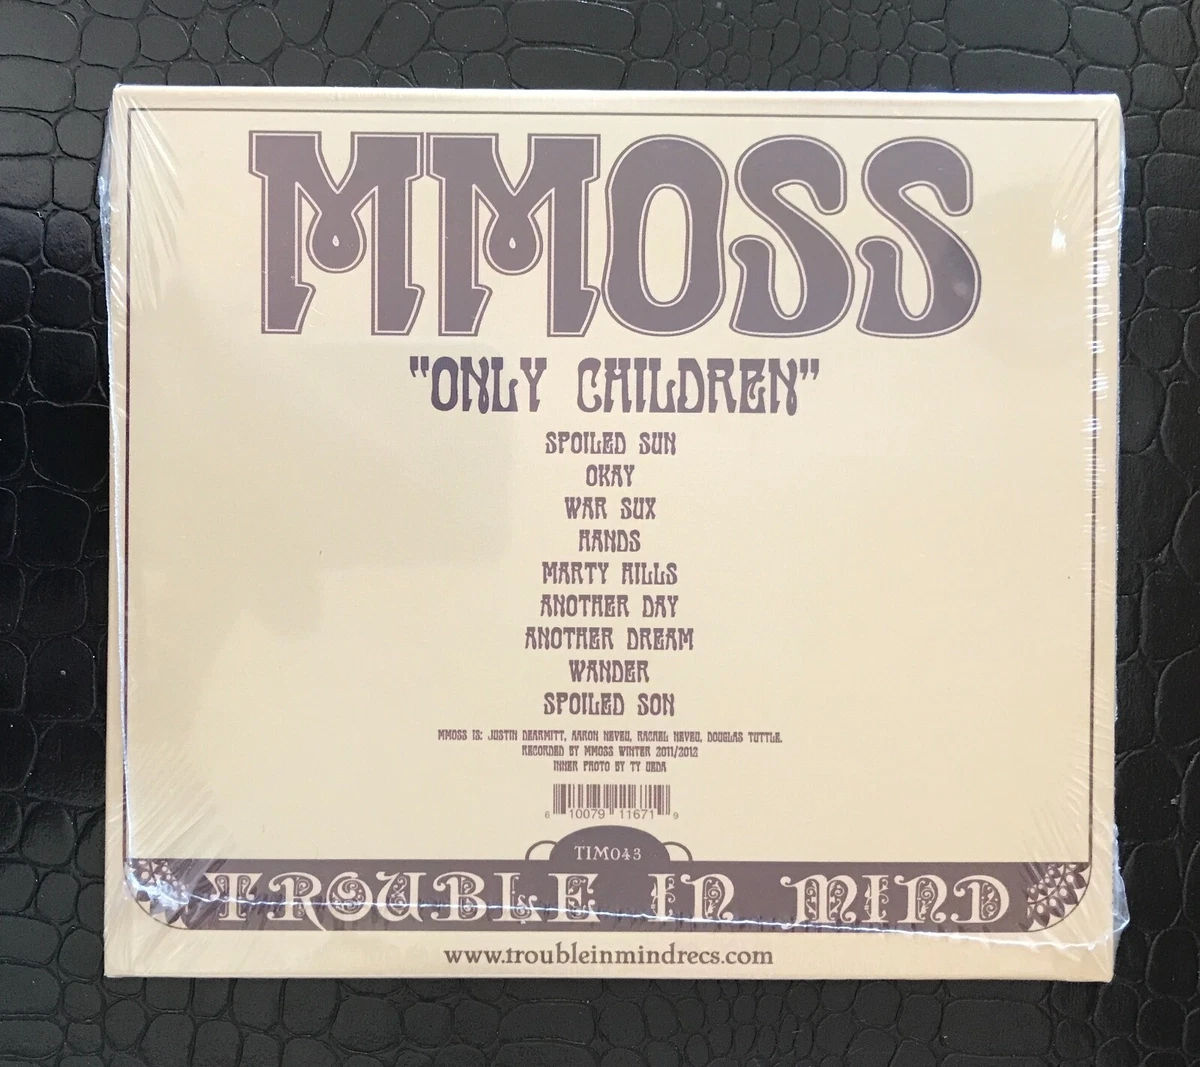 MMOSS
"ONLY CHILDREN"
SPOILED SUN
OKAY
WAR SUX
HANDS
MARTY HILLS
ANOTHER DAY
ANOTHER DREAM
WANDER
SPOILED SON
MMOSS IS: JUSTIN DEARMITT, AARON NEVEU, RACHEL NEVEU, DOUGLAS TUTTLE.
RECORDED BY MMOSS WINTER 2011/2012
INNER PHOTO BY TY UEDA
6 10079 11671 9
TIM043
TROUBLE IN MIND
www.troubleinmindrecs.com